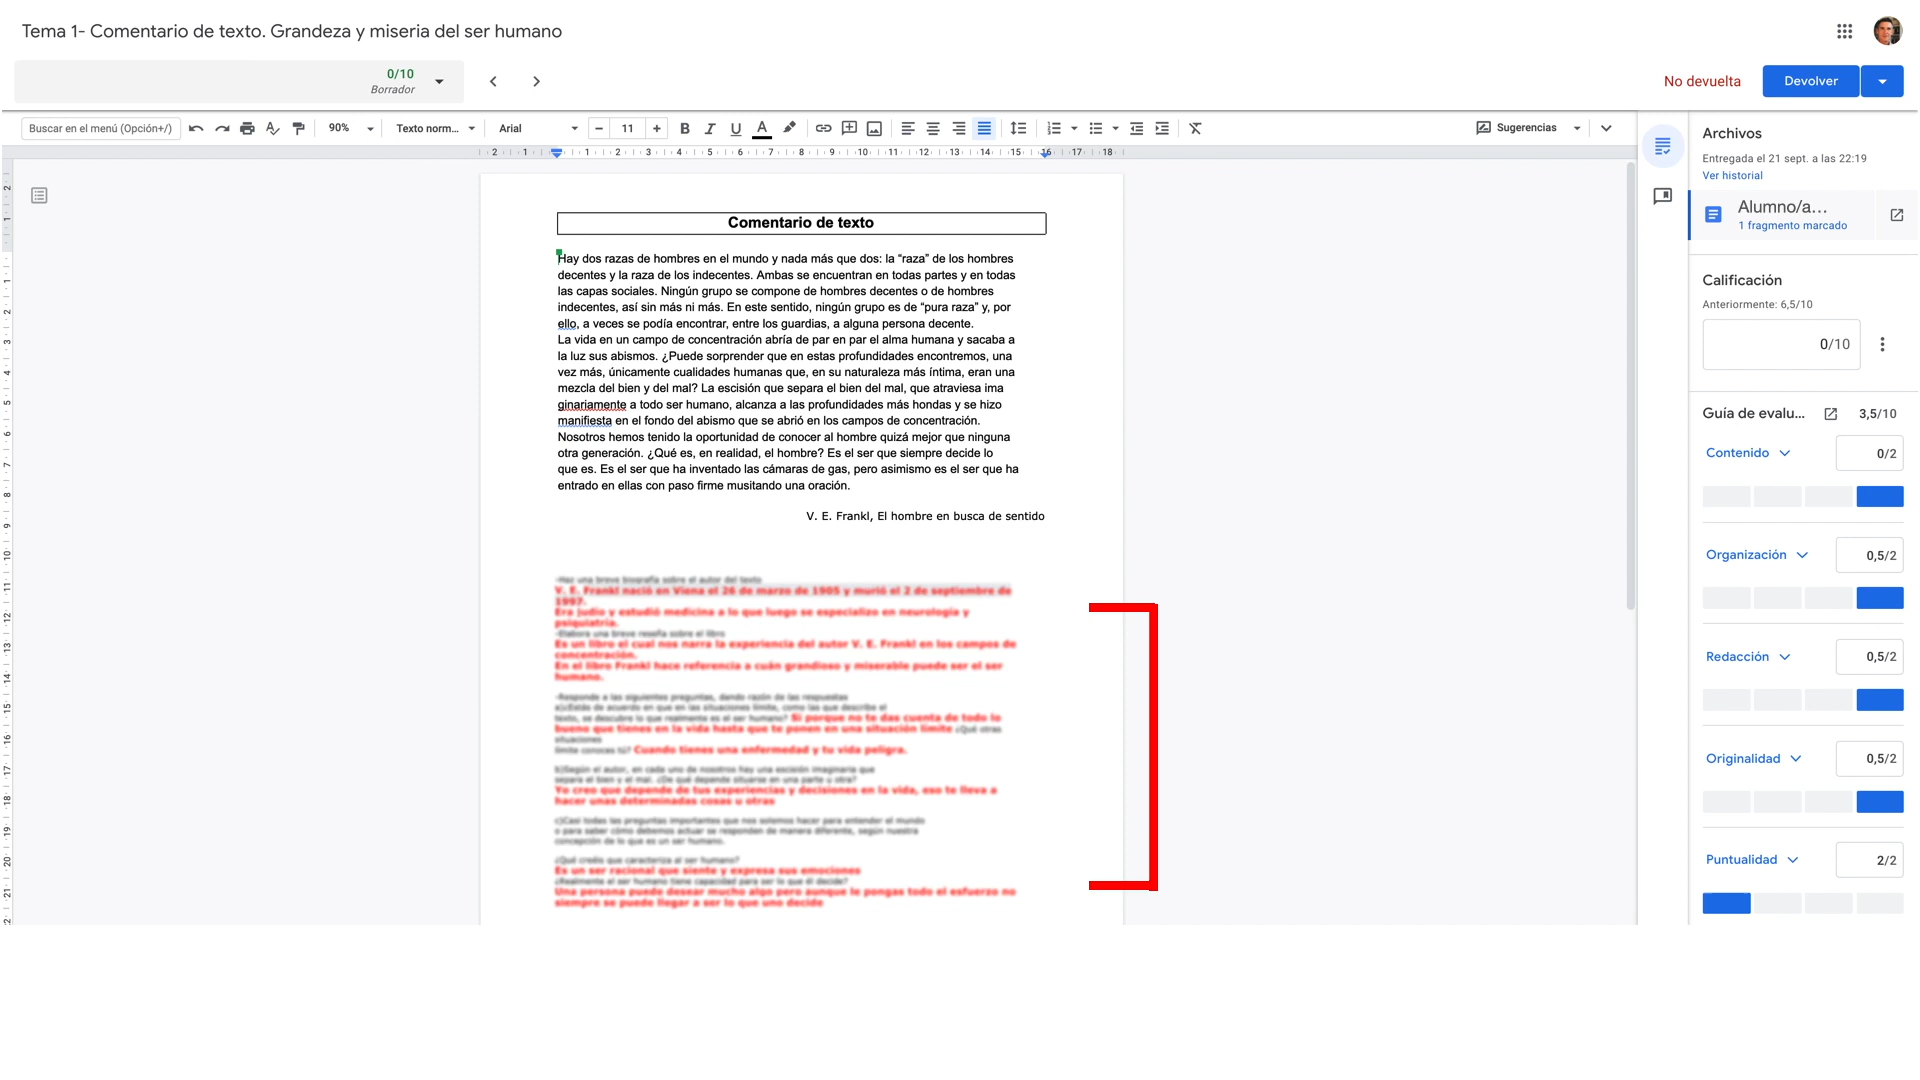 Tema 1- Comentario de texto. Grandeza y miseria del ser humano
0/10
Borrador
No devuelta
Devolver
Buscar en el menú (Opción+/)
90%
Texto norm...
Arial
11
Sugerencias
2 1 1 2 3 4 5 6 7 8 9 10 11 12 13 14 15 16 17 18
Comentario de texto
Hay dos razas de hombres en el mundo y nada más que dos: la “raza” de los hombres
decentes y la raza de los indecentes. Ambas se encuentran en todas partes y en todas
las capas sociales. Ningún grupo se compone de hombres decentes o de hombres
indecentes, así sin más ni más. En este sentido, ningún grupo es de “pura raza” y, por
ello, a veces se podía encontrar, entre los guardias, a alguna persona decente.
La vida en un campo de concentración abría de par en par el alma humana y sacaba a
la luz sus abismos. ¿Puede sorprender que en estas profundidades encontremos, una
vez más, únicamente cualidades humanas que, en su naturaleza más íntima, eran una
mezcla del bien y del mal? La escisión que separa el bien del mal, que atraviesa ima
ginariamente a todo ser humano, alcanza a las profundidades más hondas y se hizo
manifiesta en el fondo del abismo que se abrió en los campos de concentración.
Nosotros hemos tenido la oportunidad de conocer al hombre quizá mejor que ninguna
otra generación. ¿Qué es, en realidad, el hombre? Es el ser que siempre decide lo
que es. Es el ser que ha inventado las cámaras de gas, pero asimismo es el ser que ha
entrado en ellas con paso firme musitando una oración.
V. E. Frankl, El hombre en busca de sentido
-Haz una breve biografía sobre el autor del texto
V. E. Frankl nació en Viena el 26 de marzo de 1905 y murió el 2 de septiembre de
1997.
Era judío y estudió medicina a lo que luego se especializo en neurología y
psiquiatría.
-Elabora una breve reseña sobre el libro
Es un libro el cual nos narra la experiencia del autor V. E. Frankl en los campos de
concentración.
En el libro Frankl hace referencia a cuán grandioso y miserable puede ser el ser
humano.
-Responde a las siguientes preguntas, dando razón de las respuestas
a)¿Estás de acuerdo en que en las situaciones límite, como las que describe el
texto, se descubre lo que realmente es el ser humano? Si porque no te das cuenta de todo lo
bueno que tienes en la vida hasta que te ponen en una situación límite ¿Qué otras
situaciones
límite conoces tú? Cuando tienes una enfermedad y tu vida peligra.
b)Según el autor, en cada uno de nosotros hay una escisión imaginaria que
separa el bien y el mal. ¿De qué depende situarse en una parte u otra?
Yo creo que depende de tus experiencias y decisiones en la vida, eso te lleva a
hacer unas determinadas cosas u otras
c)Casi todas las preguntas importantes que nos solemos hacer para entender el mundo
o para saber cómo debemos actuar se responden de manera diferente, según nuestra
concepción de lo que es un ser humano.
¿Qué creéis que caracteriza al ser humano?
Es un ser racional que siente y expresa sus emociones
¿Realmente el ser humano tiene capacidad para ser lo que él decide?
Una persona puede desear mucho algo pero aunque le pongas todo el esfuerzo no
siempre se puede llegar a ser lo que uno decide
Archivos
Entregada el 21 sept. a las 22:19
Ver historial
Alumno/a...
1 fragmento marcado
Calificación
Anteriormente: 6,5/10
0/10
Guía de evalu... 3,5/10
Contenido 0/2
Organización 0,5/2
Redacción 0,5/2
Originalidad 0,5/2
Puntualidad 2/2